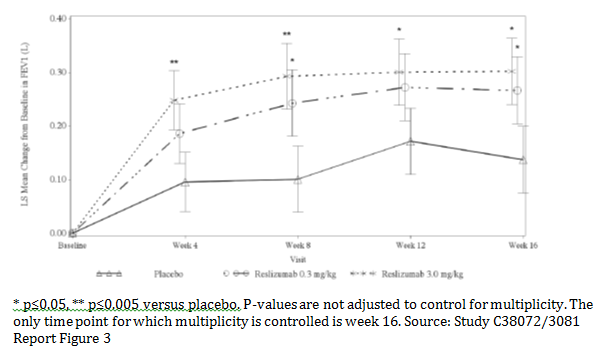 0.40
**
*
*
LS Mean Change from Baseline in FEV1 (L)
0.30
**
*
*
0.20
0.10
0.00
Baseline
Week 4
Week 8
Week 12
Week 16
Visit
Placebo
Reslizumab 0.3 mg/kg
Reslizumab 3.0 mg/kg
* p≤0.05, ** p≤0.005 versus placebo. P-values are not adjusted to control for multiplicity. The
only time point for which multiplicity is controlled is week 16. Source: Study C38072/3081
Report Figure 3